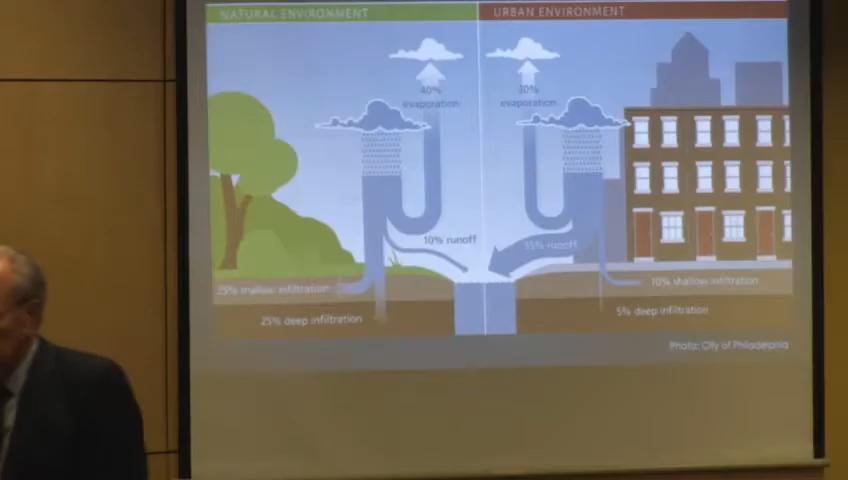 NATURAL ENVIRONMENT
URBAN ENVIRONMENT
40%
evaporation
30%
evaporation
10% runoff
55% runoff
25% shallow infiltration
10% shallow infiltration
25% deep infiltration
5% deep infiltration
Photo: City of Philadelphia